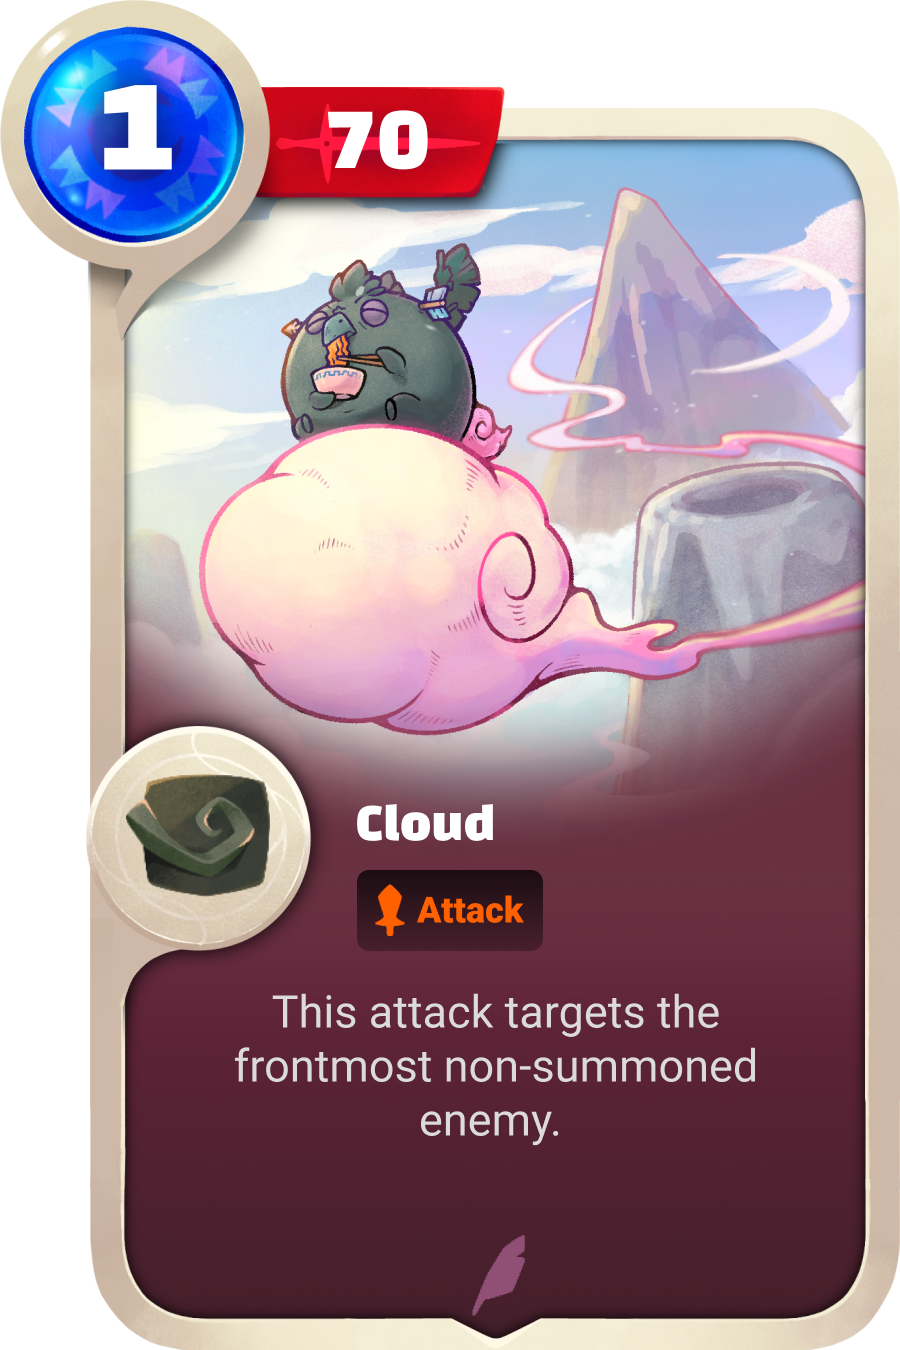 1
70
Cloud
Attack
This attack targets the
frontmost non-summoned
enemy.